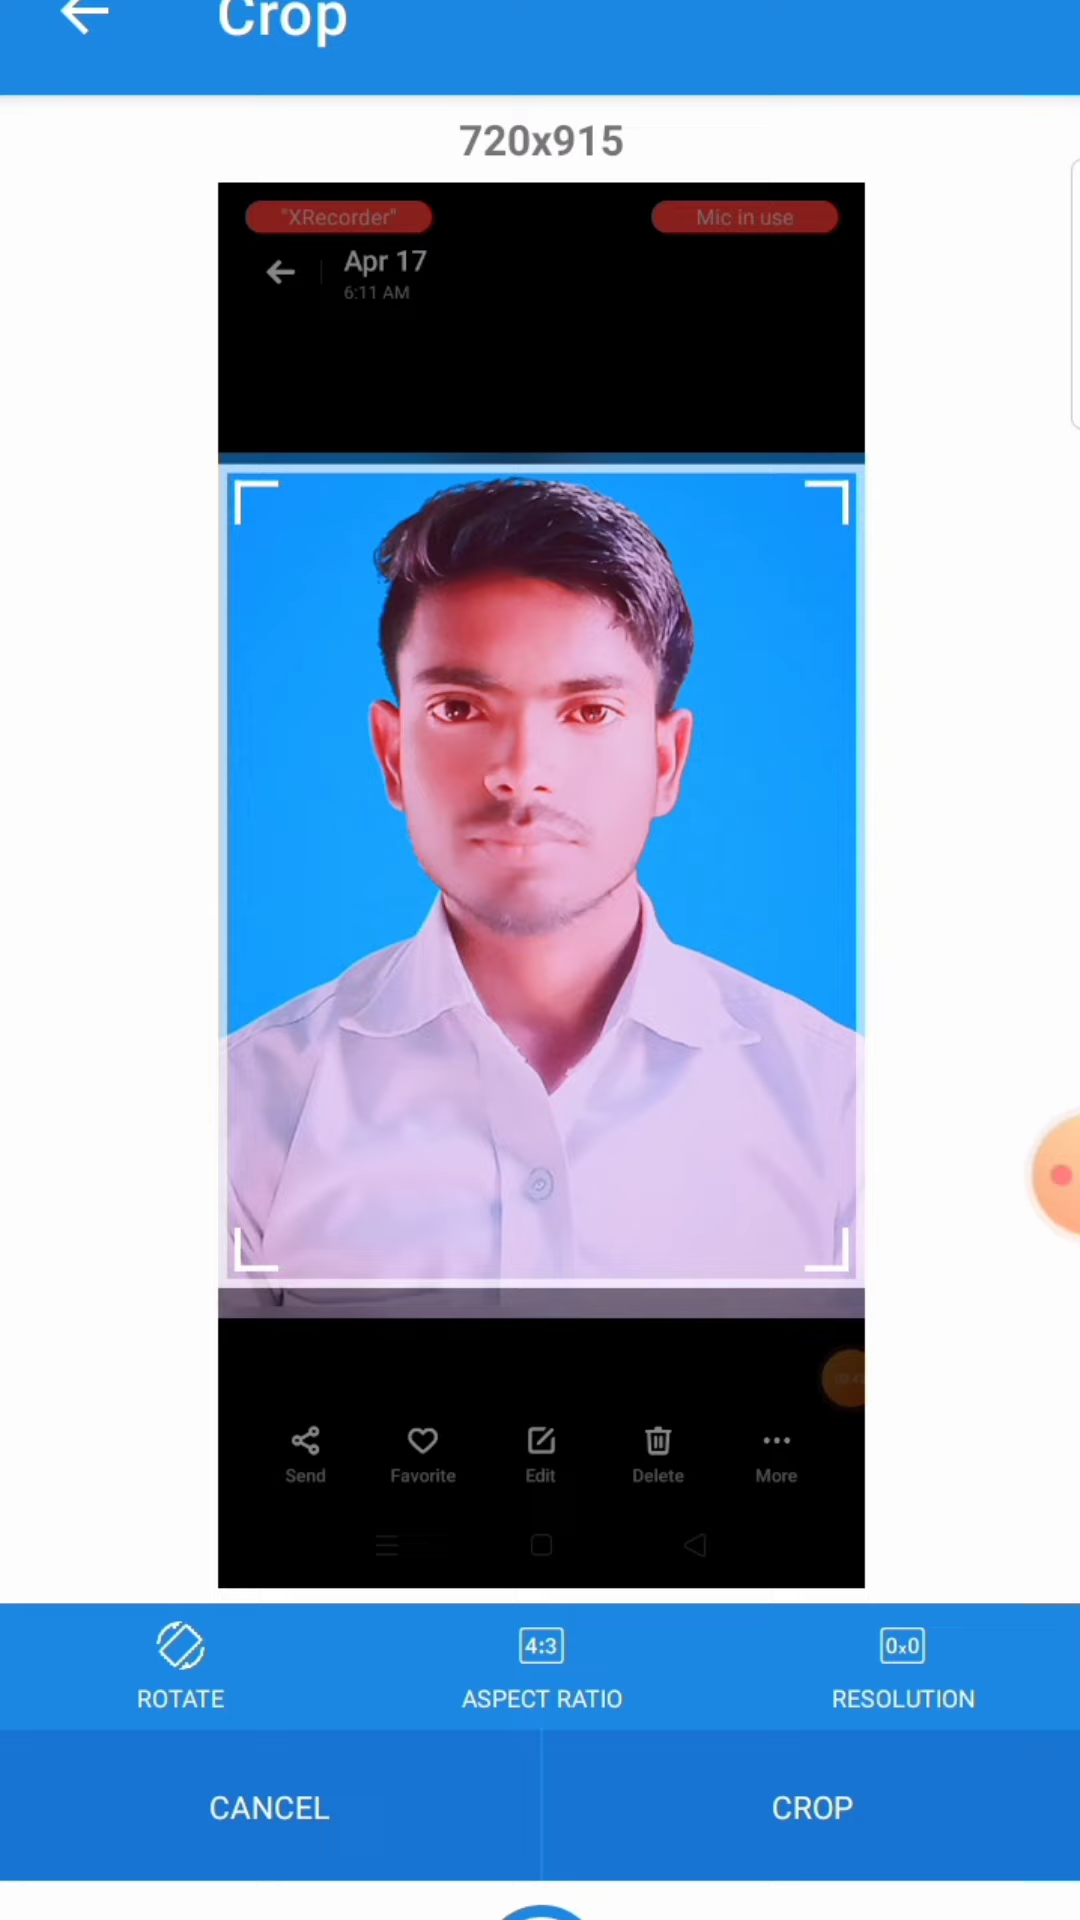 Crop
720x915
"XRecorder"
Mic in use
Apr 17
6:11 AM
Send
Favorite
Edit
Delete
More
ROTATE
4:3
ASPECT RATIO
0x0
RESOLUTION
CANCEL
CROP